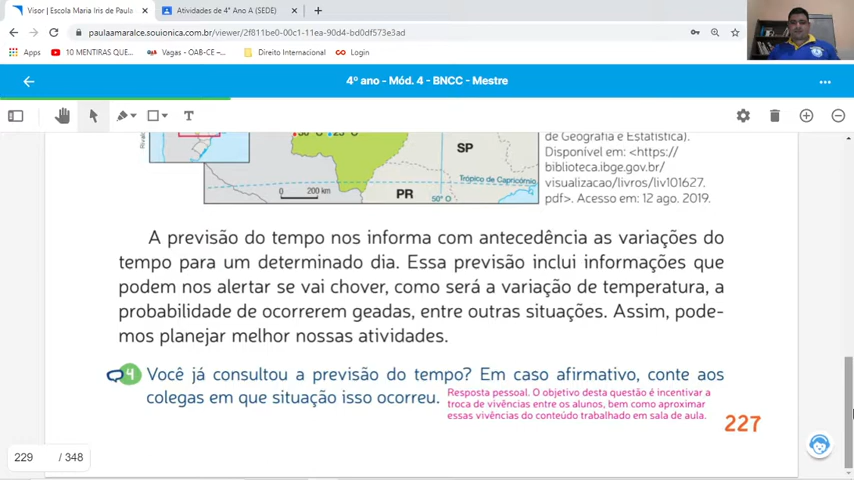 Visor | Escola Maria Iris de Paula
Atividades de 4° Ano A (SEDE)
paulaamaralce.souionica.com.br/viewer/2f811be0-00c1-11ea-90d4-bd0df573e3ad
Apps
10 MENTIRAS QUE...
Vagas - OAB-CE –...
Direito Internacional
Login
4º ano - Mód. 4 - BNCC - Mestre
SP
PR
Trópico de Capricórnio
50° O
0 200 km
de Geografia e Estatística).
Disponível em: <https://
biblioteca.ibge.gov.br/
visualizacao/livros/liv101627.
pdf>. Acesso em: 12 ago. 2019.
A previsão do tempo nos informa com antecedência as variações do
tempo para um determinado dia. Essa previsão inclui informações que
podem nos alertar se vai chover, como será a variação de temperatura, a
probabilidade de ocorrerem geadas, entre outras situações. Assim, pode-
mos planejar melhor nossas atividades.
4 Você já consultou a previsão do tempo? Em caso afirmativo, conte aos
colegas em que situação isso ocorreu.
Resposta pessoal. O objetivo desta questão é incentivar a
troca de vivências entre os alunos, bem como aproximar
essas vivências do conteúdo trabalhado em sala de aula.
227
229 / 348